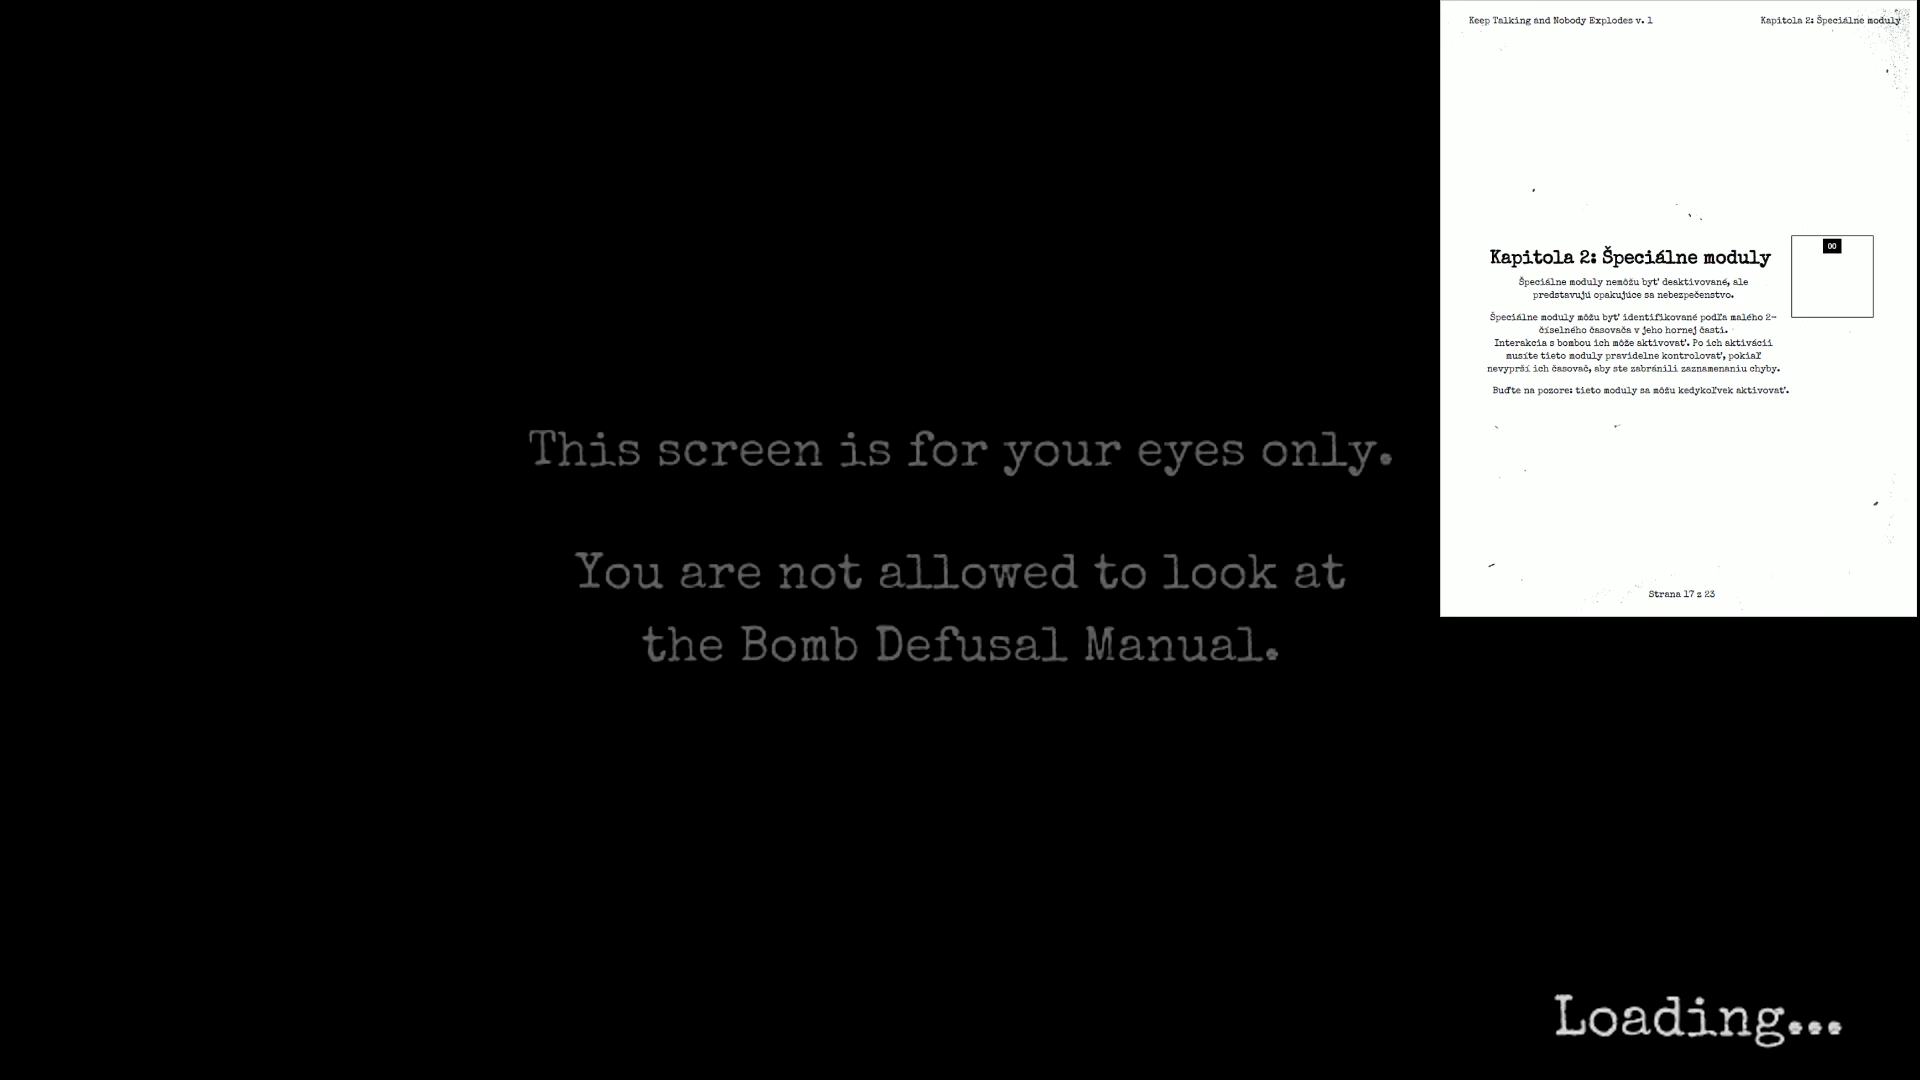 Keep Talking and Nobody Explodes v. 1
Kapitola 2: Špeciálne moduly
Kapitola 2: Špeciálne moduly
00
Špeciálne moduly nemôžu byť deaktivované, ale
predstavujú opakujúce sa nebezpečenstvo.
Špeciálne moduly môžu byť identifikované podľa malého 2-
číselného časovača v jeho hornej časti.
Interakcia s bombou ich môže aktivovať. Po ich aktivácii
musíte tieto moduly pravidelne kontrolovať, pokiaľ
nevyprší ich časovač, aby ste zabránili zaznamenaniu chyby.
Buďte na pozore: tieto moduly sa môžu kedykoľvek aktivovať.
Strana 17 z 23
This screen is for your eyes only.
You are not allowed to look at
the Bomb Defusal Manual.
Loading...